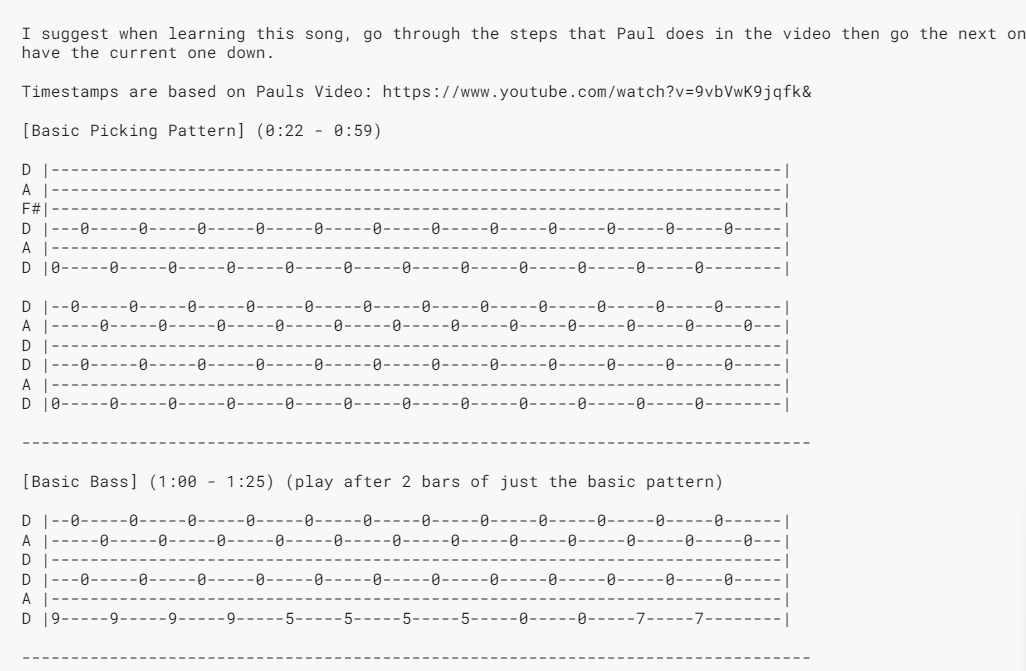 I suggest when learning this song, go through the steps that Paul does in the video then go the next on
have the current one down.
Timestamps are based on Pauls Video: https://www.youtube.com/watch?v=9vbVwK9jqfk&
[Basic Picking Pattern] (0:22 - 0:59)
D |---------------------------------------------------------------------------|
A |---------------------------------------------------------------------------|
F#|---------------------------------------------------------------------------|
D |---0-----0-----0-----0-----0-----0-----0-----0-----0-----0-----0-----0-----|
A |---------------------------------------------------------------------------|
D |0-----0-----0-----0-----0-----0-----0-----0-----0-----0-----0-----0--------|
D |--0-----0-----0-----0-----0-----0-----0-----0-----0-----0-----0-----0------|
A |-----0-----0-----0-----0-----0-----0-----0-----0-----0-----0-----0-----0---|
D |---------------------------------------------------------------------------|
D |---0-----0-----0-----0-----0-----0-----0-----0-----0-----0-----0-----0-----|
A |---------------------------------------------------------------------------|
D |0-----0-----0-----0-----0-----0-----0-----0-----0-----0-----0-----0--------|
---------------------------------------------------------------------------------
[Basic Bass] (1:00 - 1:25) (play after 2 bars of just the basic pattern)
D |--0-----0-----0-----0-----0-----0-----0-----0-----0-----0-----0-----0------|
A |-----0-----0-----0-----0-----0-----0-----0-----0-----0-----0-----0-----0---|
D |---------------------------------------------------------------------------|
D |---0-----0-----0-----0-----0-----0-----0-----0-----0-----0-----0-----0-----|
A |---------------------------------------------------------------------------|
D |9-----9-----9-----9-----5-----5-----5-----5-----0-----0-----7-----7--------|
---------------------------------------------------------------------------------